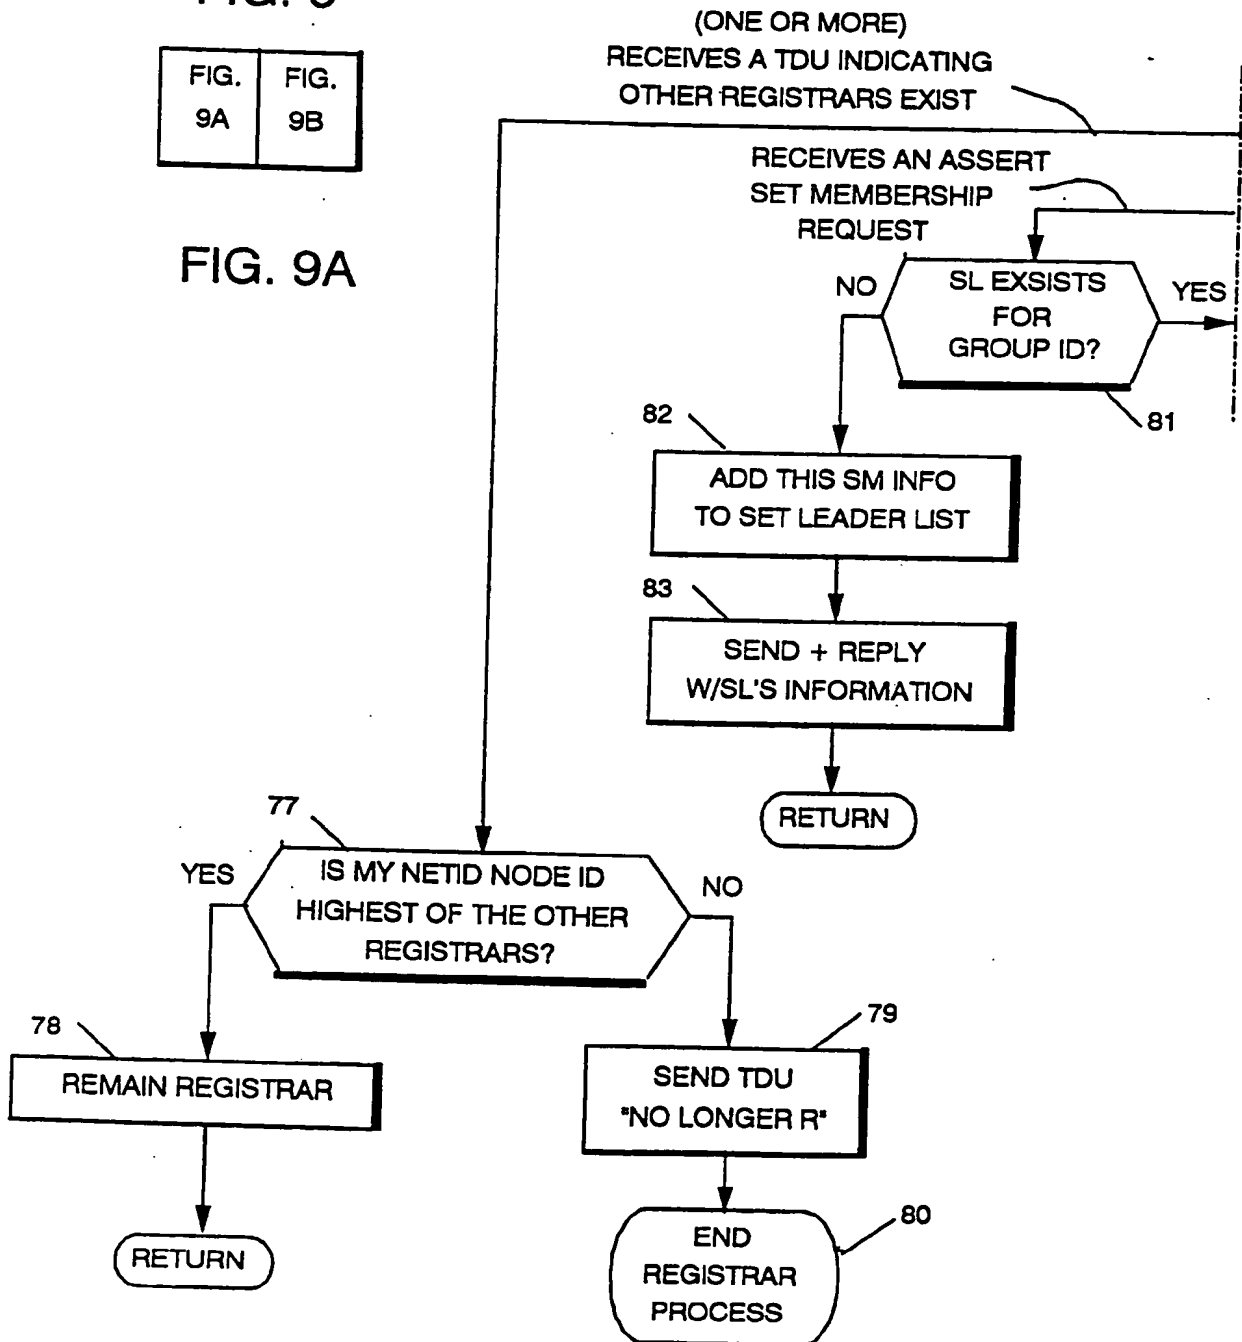 FIG. 9
FIG. 9A
FIG. 9B
FIG. 9A
(ONE OR MORE)
RECEIVES A TDU INDICATING
OTHER REGISTRARS EXIST
RECEIVES AN ASSERT
SET MEMBERSHIP
REQUEST
NO
SL EXSISTS
FOR
GROUP ID?
YES
81
82
ADD THIS SM INFO
TO SET LEADER LIST
83
SEND + REPLY
W/SL'S INFORMATION
RETURN
77
YES
IS MY NETID NODE ID
HIGHEST OF THE OTHER
REGISTRARS?
NO
78
REMAIN REGISTRAR
RETURN
79
SEND TDU
"NO LONGER R"
80
END
REGISTRAR
PROCESS